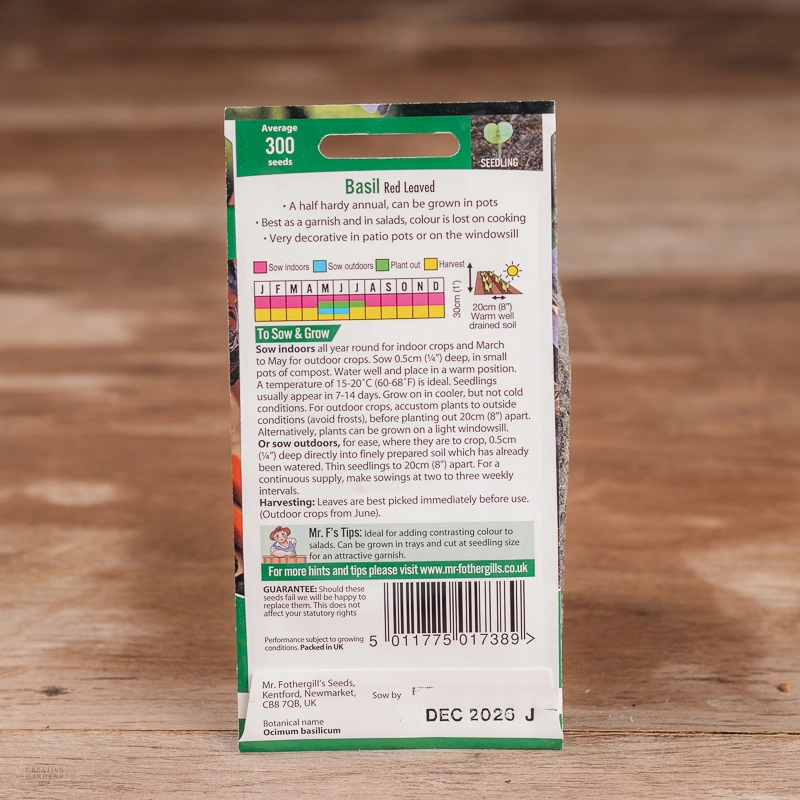 Average
300
seeds
SEEDLING
Basil Red Leaved
• A half hardy annual, can be grown in pots
• Best as a garnish and in salads, colour is lost on cooking
• Very decorative in patio pots or on the windowsill
Sow indoors Sow outdoors Plant out Harvest
J F M A M J J A S O N D
30cm (1')
20cm (8")
Warm well
drained soil
To Sow & Grow
Sow indoors all year round for indoor crops and March
to May for outdoor crops. Sow 0.5cm (¼") deep, in small
pots of compost. Water well and place in a warm position.
A temperature of 15-20˚C (60-68˚F) is ideal. Seedlings
usually appear in 7-14 days. Grow on in cooler, but not cold
conditions. For outdoor crops, accustom plants to outside
conditions (avoid frosts), before planting out 20cm (8") apart.
Alternatively, plants can be grown on a light windowsill.
Or sow outdoors, for ease, where they are to crop, 0.5cm
(¼") deep directly into finely prepared soil which has already
been watered. Thin seedlings to 20cm (8") apart. For a
continuous supply, make sowings at two to three weekly
intervals.
Harvesting: Leaves are best picked immediately before use.
(Outdoor crops from June).
Mr. F's Tips: Ideal for adding contrasting colour to
salads. Can be grown in trays and cut at seedling size
for an attractive garnish.
For more hints and tips please visit www.mr-fothergills.co.uk
GUARANTEE: Should these
seeds fail we will be happy to
replace them. This does not
affect your statutory rights
Performance subject to growing
conditions. Packed in UK
5 011775 017389 >
Mr. Fothergill's Seeds,
Kentford, Newmarket,
CB8 7QB, UK
Sow by
DEC 2026 J
Botanical name
Ocimum basilicum
CREATIVE
GARDENS